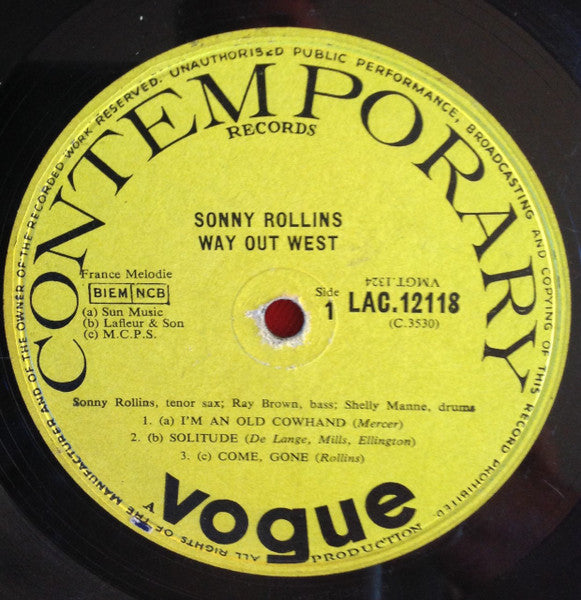 ALL RIGHTS OF THE MANUFACTURER AND OF THE OWNER OF THE RECORDED WORK RESERVED. UNAUTHORISED PUBLIC PERFORMANCE, BROADCASTING AND COPYING OF THIS RECORD PROHIBITED
CONTEMPORARY
RECORDS
SONNY ROLLINS
WAY OUT WEST
France Melodie
BIEM NCB
(a) Sun Music
(b) Lafleur & Son
(c) M.C.P.S.
VMGT.1324
Side 1 LAC.12118
(C.3530)
Sonny Rollins, tenor sax; Ray Brown, bass; Shelly Manne, drums
1. (a) I'M AN OLD COWHAND (Mercer)
2. (b) SOLITUDE (De Lange, Mills, Ellington)
3. (c) COME, GONE (Rollins)
A vogue PRODUCTION